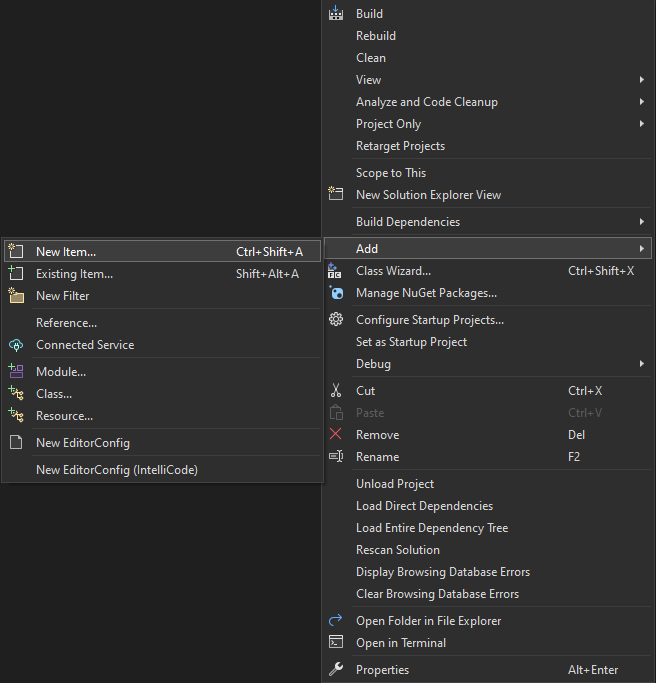 Build
Rebuild
Clean
View
Analyze and Code Cleanup
Project Only
Retarget Projects
Scope to This
New Solution Explorer View
Build Dependencies
Add
Class Wizard... Ctrl+Shift+X
Manage NuGet Packages...
Configure Startup Projects...
Set as Startup Project
Debug
Cut Ctrl+X
Paste Ctrl+V
Remove Del
Rename F2
Unload Project
Load Direct Dependencies
Load Entire Dependency Tree
Rescan Solution
Display Browsing Database Errors
Clear Browsing Database Errors
Open Folder in File Explorer
Open in Terminal
Properties Alt+Enter
New Item... Ctrl+Shift+A
Existing Item... Shift+Alt+A
New Filter
Reference...
Connected Service
Module...
Class...
Resource...
New EditorConfig
New EditorConfig (IntelliCode)